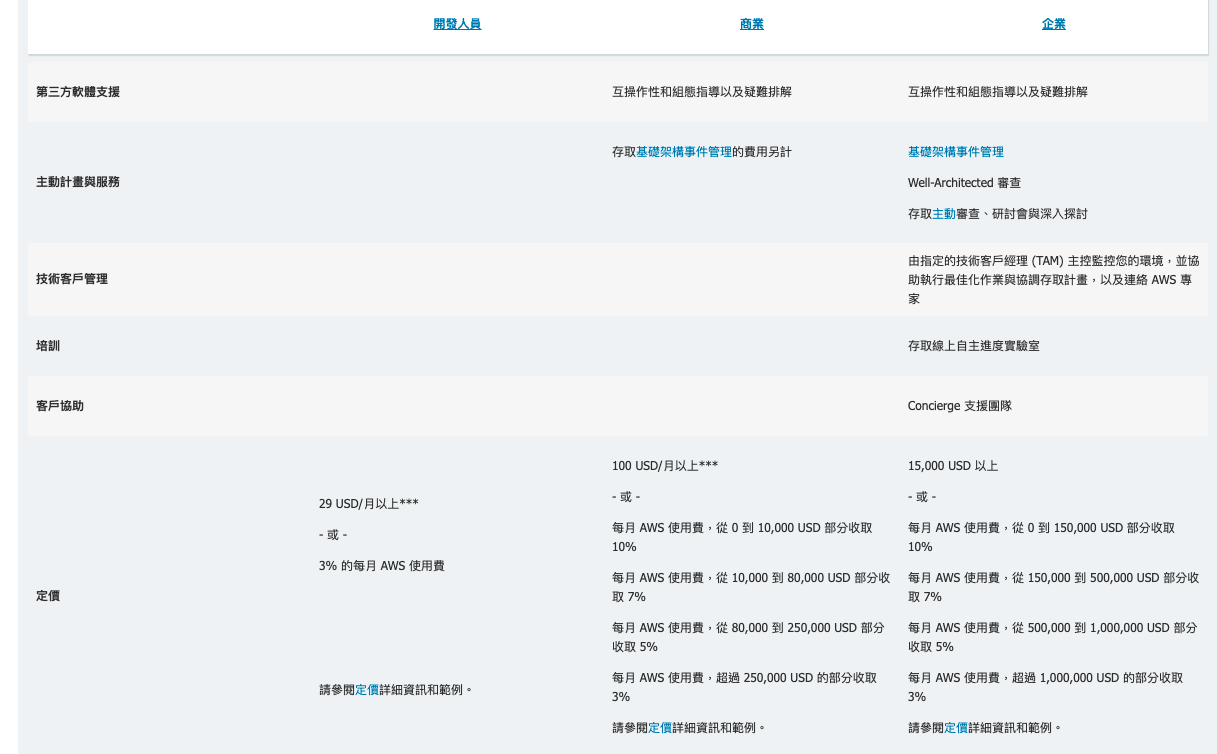 開發人員
商業
企業
第三方軟體支援
互操作性和組態指導以及疑難排解
互操作性和組態指導以及疑難排解
主動計畫與服務
存取基礎架構事件管理的費用另計
基礎架構事件管理
Well-Architected 審查
存取主動審查、研討會與深入探討
技術客戶管理
由指定的技術客戶經理 (TAM) 主控監控您的環境，並協
助執行最佳化作業與協調存取計畫，以及連絡 AWS 專
家
培訓
存取線上自主進度實驗室
客戶協助
Concierge 支援團隊
定價
29 USD/月以上***
- 或 -
3% 的每月 AWS 使用費
請參閱定價詳細資訊和範例。
100 USD/月以上***
- 或 -
每月 AWS 使用費，從 0 到 10,000 USD 部分收取
10%
每月 AWS 使用費，從 10,000 到 80,000 USD 部分收
取 7%
每月 AWS 使用費，從 80,000 到 250,000 USD 部分
收取 5%
每月 AWS 使用費，超過 250,000 USD 的部分收取
3%
請參閱定價詳細資訊和範例。
15,000 USD 以上
- 或 -
每月 AWS 使用費，從 0 到 150,000 USD 部分收取
10%
每月 AWS 使用費，從 150,000 到 500,000 USD 部分收
取 7%
每月 AWS 使用費，從 500,000 到 1,000,000 USD 部分
收取 5%
每月 AWS 使用費，超過 1,000,000 USD 的部分收取
3%
請參閱定價詳細資訊和範例。